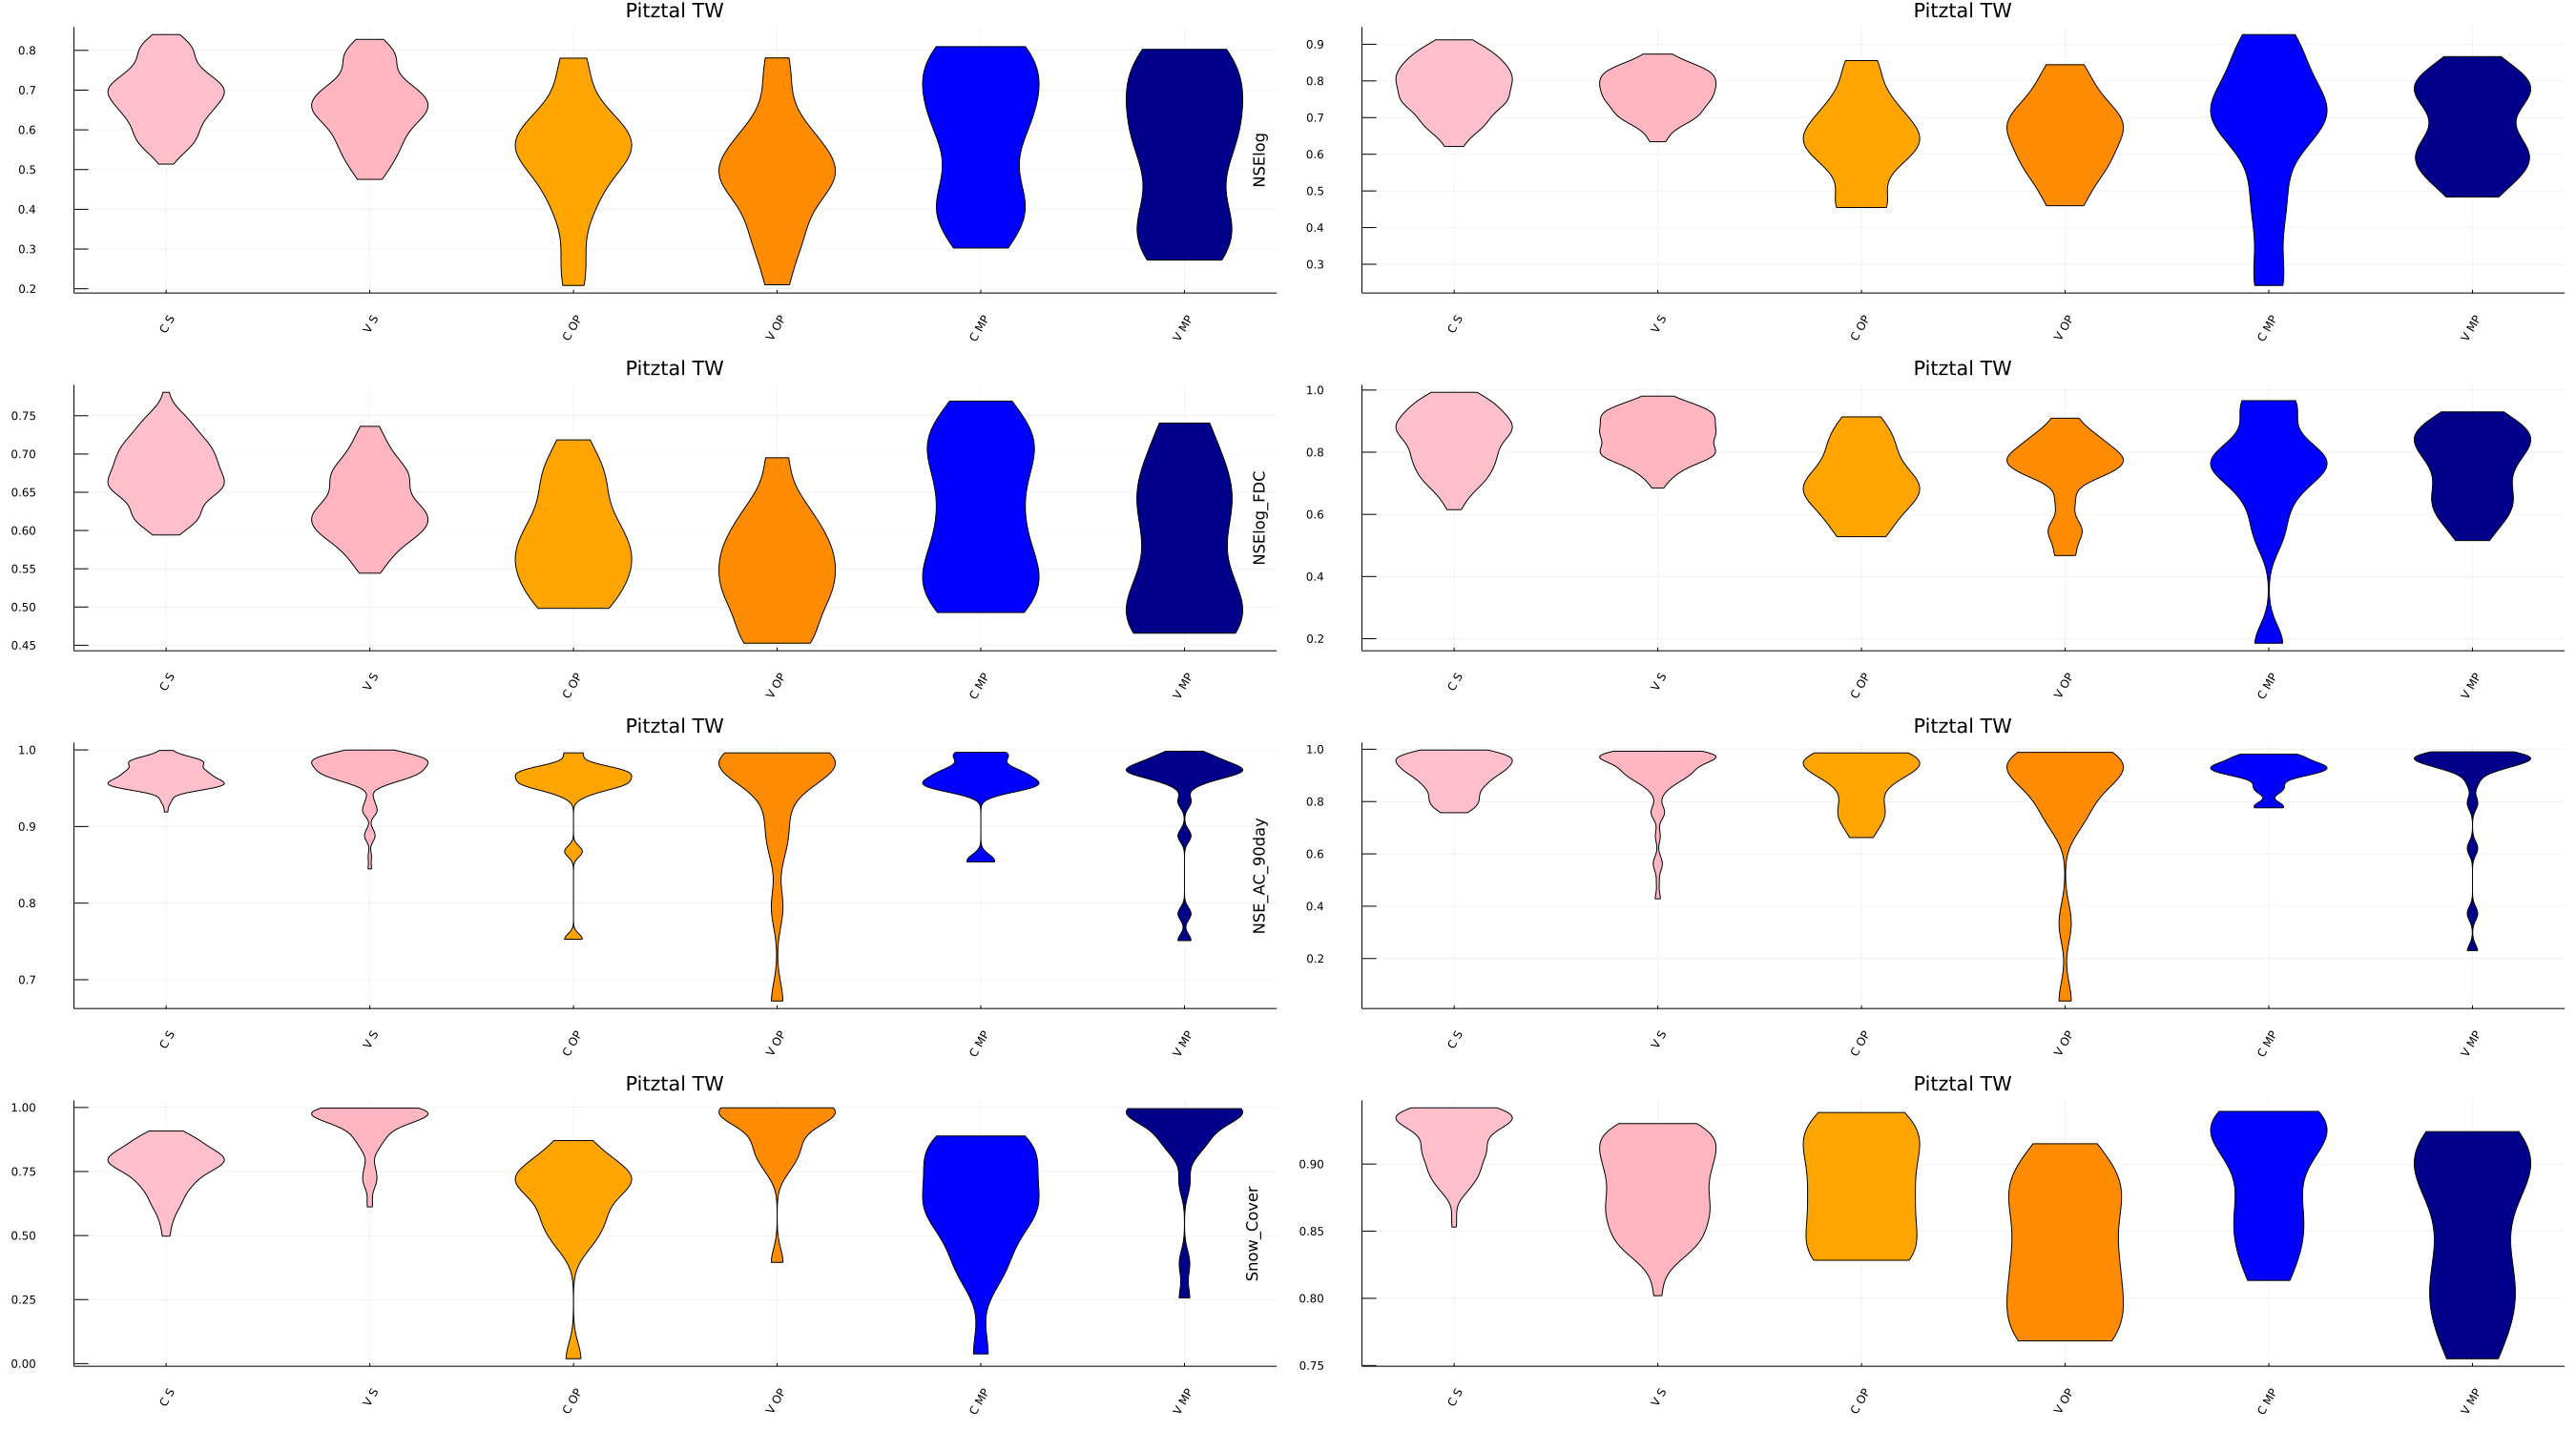 Pitztal TW
0.8
0.7
0.6
0.5
0.4
0.3
0.2
C S
V S
C OP
V OP
C MP
V MP
Pitztal TW
NSElog
0.9
0.8
0.7
0.6
0.5
0.4
0.3
C S
V S
C OP
V OP
C MP
V MP
Pitztal TW
0.75
0.70
0.65
0.60
0.55
0.50
0.45
C S
V S
C OP
V OP
C MP
V MP
Pitztal TW
NSElog_FDC
1.0
0.8
0.6
0.4
0.2
C S
V S
C OP
V OP
C MP
V MP
Pitztal TW
1.0
0.9
0.8
0.7
C S
V S
C OP
V OP
C MP
V MP
Pitztal TW
NSE_AC_90day
1.0
0.8
0.6
0.4
0.2
C S
V S
C OP
V OP
C MP
V MP
Pitztal TW
1.00
0.75
0.50
0.25
0.00
C S
V S
C OP
V OP
C MP
V MP
Pitztal TW
Snow_Cover
0.90
0.85
0.80
0.75
C S
V S
C OP
V OP
C MP
V MP